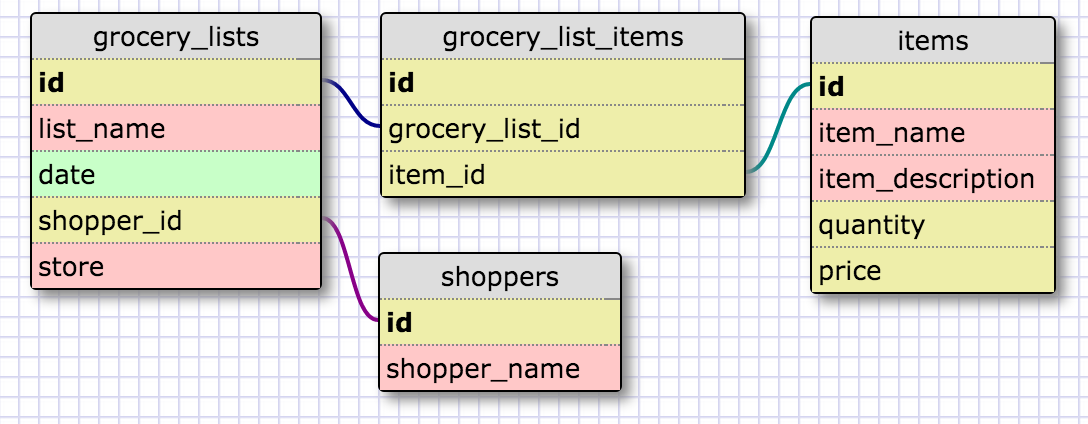 grocery_lists
id
list_name
date
shopper_id
store
grocery_list_items
id
grocery_list_id
item_id
shoppers
id
shopper_name
items
id
item_name
item_description
quantity
price